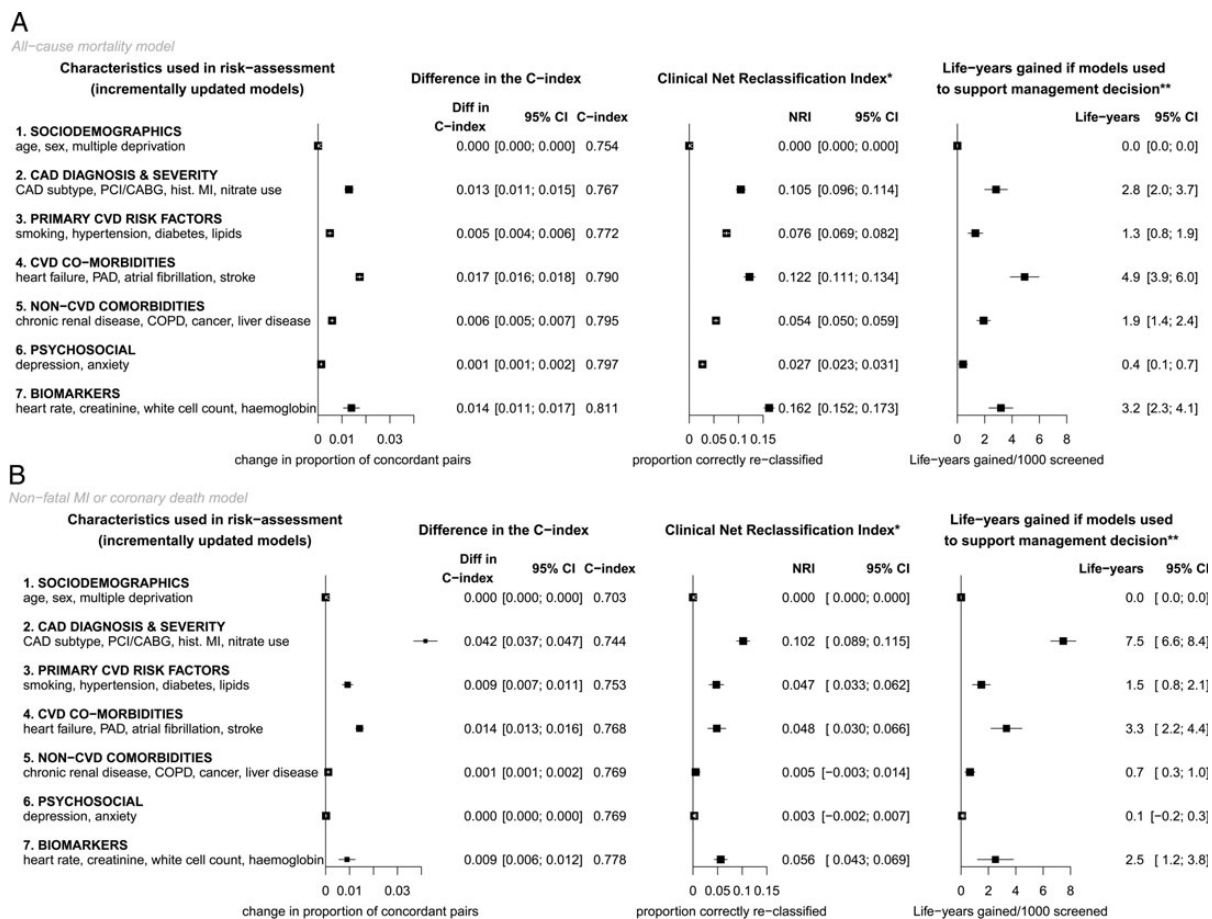 A
All−cause mortality model
Characteristics used in risk−assessment
(incrementally updated models)
Difference in the C−index
Clinical Net Reclassification Index*
Life−years gained if models used
to support management decision**
Diff in
C−index
95% CI C−index
NRI 95% CI
Life−years 95% CI
1. SOCIODEMOGRAPHICS
age, sex, multiple deprivation
0.000 [0.000; 0.000] 0.754
0.000 [0.000; 0.000]
0.0 [0.0; 0.0]
2. CAD DIAGNOSIS & SEVERITY
CAD subtype, PCI/CABG, hist. MI, nitrate use
0.013 [0.011; 0.015] 0.767
0.105 [0.096; 0.114]
2.8 [2.0; 3.7]
3. PRIMARY CVD RISK FACTORS
smoking, hypertension, diabetes, lipids
0.005 [0.004; 0.006] 0.772
0.076 [0.069; 0.082]
1.3 [0.8; 1.9]
4. CVD CO−MORBIDITIES
heart failure, PAD, atrial fibrillation, stroke
0.017 [0.016; 0.018] 0.790
0.122 [0.111; 0.134]
4.9 [3.9; 6.0]
5. NON−CVD COMORBIDITIES
chronic renal disease, COPD, cancer, liver disease
0.006 [0.005; 0.007] 0.795
0.054 [0.050; 0.059]
1.9 [1.4; 2.4]
6. PSYCHOSOCIAL
depression, anxiety
0.001 [0.001; 0.002] 0.797
0.027 [0.023; 0.031]
0.4 [0.1; 0.7]
7. BIOMARKERS
heart rate, creatinine, white cell count, haemoglobin
0.014 [0.011; 0.017] 0.811
0.162 [0.152; 0.173]
3.2 [2.3; 4.1]
0 0.01 0.03
0 0.05 0.1 0.15
0 2 4 6 8
change in proportion of concordant pairs
proportion correctly re−classified
Life−years gained/1000 screened
B
Non−fatal MI or coronary death model
Characteristics used in risk−assessment
(incrementally updated models)
Difference in the C−index
Clinical Net Reclassification Index*
Life−years gained if models used
to support management decision**
Diff in
C−index
95% CI C−index
NRI 95% CI
Life−years 95% CI
1. SOCIODEMOGRAPHICS
age, sex, multiple deprivation
0.000 [0.000; 0.000] 0.703
0.000 [ 0.000; 0.000]
0.0 [ 0.0; 0.0]
2. CAD DIAGNOSIS & SEVERITY
CAD subtype, PCI/CABG, hist. MI, nitrate use
0.042 [0.037; 0.047] 0.744
0.102 [ 0.089; 0.115]
7.5 [ 6.6; 8.4]
3. PRIMARY CVD RISK FACTORS
smoking, hypertension, diabetes, lipids
0.009 [0.007; 0.011] 0.753
0.047 [ 0.033; 0.062]
1.5 [ 0.8; 2.1]
4. CVD CO−MORBIDITIES
heart failure, PAD, atrial fibrillation, stroke
0.014 [0.013; 0.016] 0.768
0.048 [ 0.030; 0.066]
3.3 [ 2.2; 4.4]
5. NON−CVD COMORBIDITIES
chronic renal disease, COPD, cancer, liver disease
0.001 [0.001; 0.002] 0.769
0.005 [−0.003; 0.014]
0.7 [ 0.3; 1.0]
6. PSYCHOSOCIAL
depression, anxiety
0.000 [0.000; 0.000] 0.769
0.003 [−0.002; 0.007]
0.1 [−0.2; 0.3]
7. BIOMARKERS
heart rate, creatinine, white cell count, haemoglobin
0.009 [0.006; 0.012] 0.778
0.056 [ 0.043; 0.069]
2.5 [ 1.2; 3.8]
0 0.01 0.03
0 0.05 0.1 0.15
0 2 4 6 8
change in proportion of concordant pairs
proportion correctly re−classified
Life−years gained/1000 screened